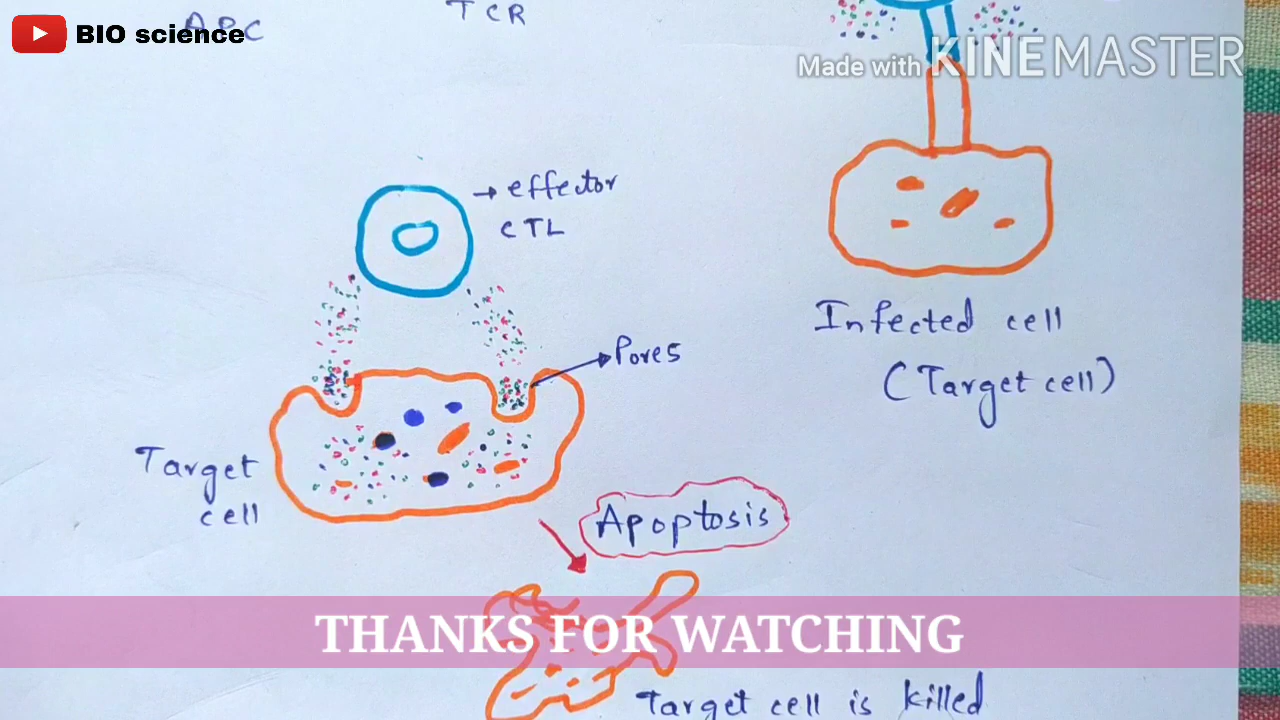 APC
TCR
BIO science
Made with KINEMASTER
→ effector
CTL
Pores
Infected cell
(Target cell)
Target
cell
Apoptosis
THANKS FOR WATCHING
Target cell is killed